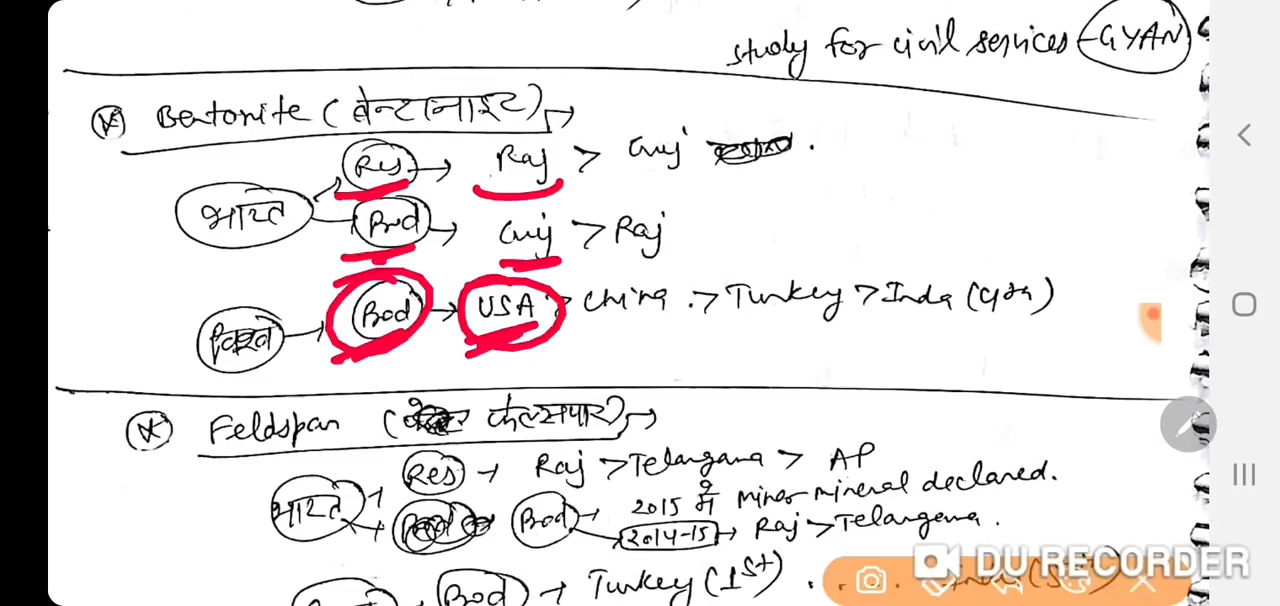 Study for civil services - GYAN
Bentonite (बेन्टोनाइट) →
Res → Raj > Guj .
भारत
Prod → Guj > Raj
विश्व → Prod → USA > China > Turkey > India (4th)
Feldspar ( फेल्सपार) →
Res → Raj > Telangana > AP
भारत
Prod → 2015 में minor mineral declared.
2014-15 → Raj > Telangana.
Prod → Turkey (1st)
DU RECORDER